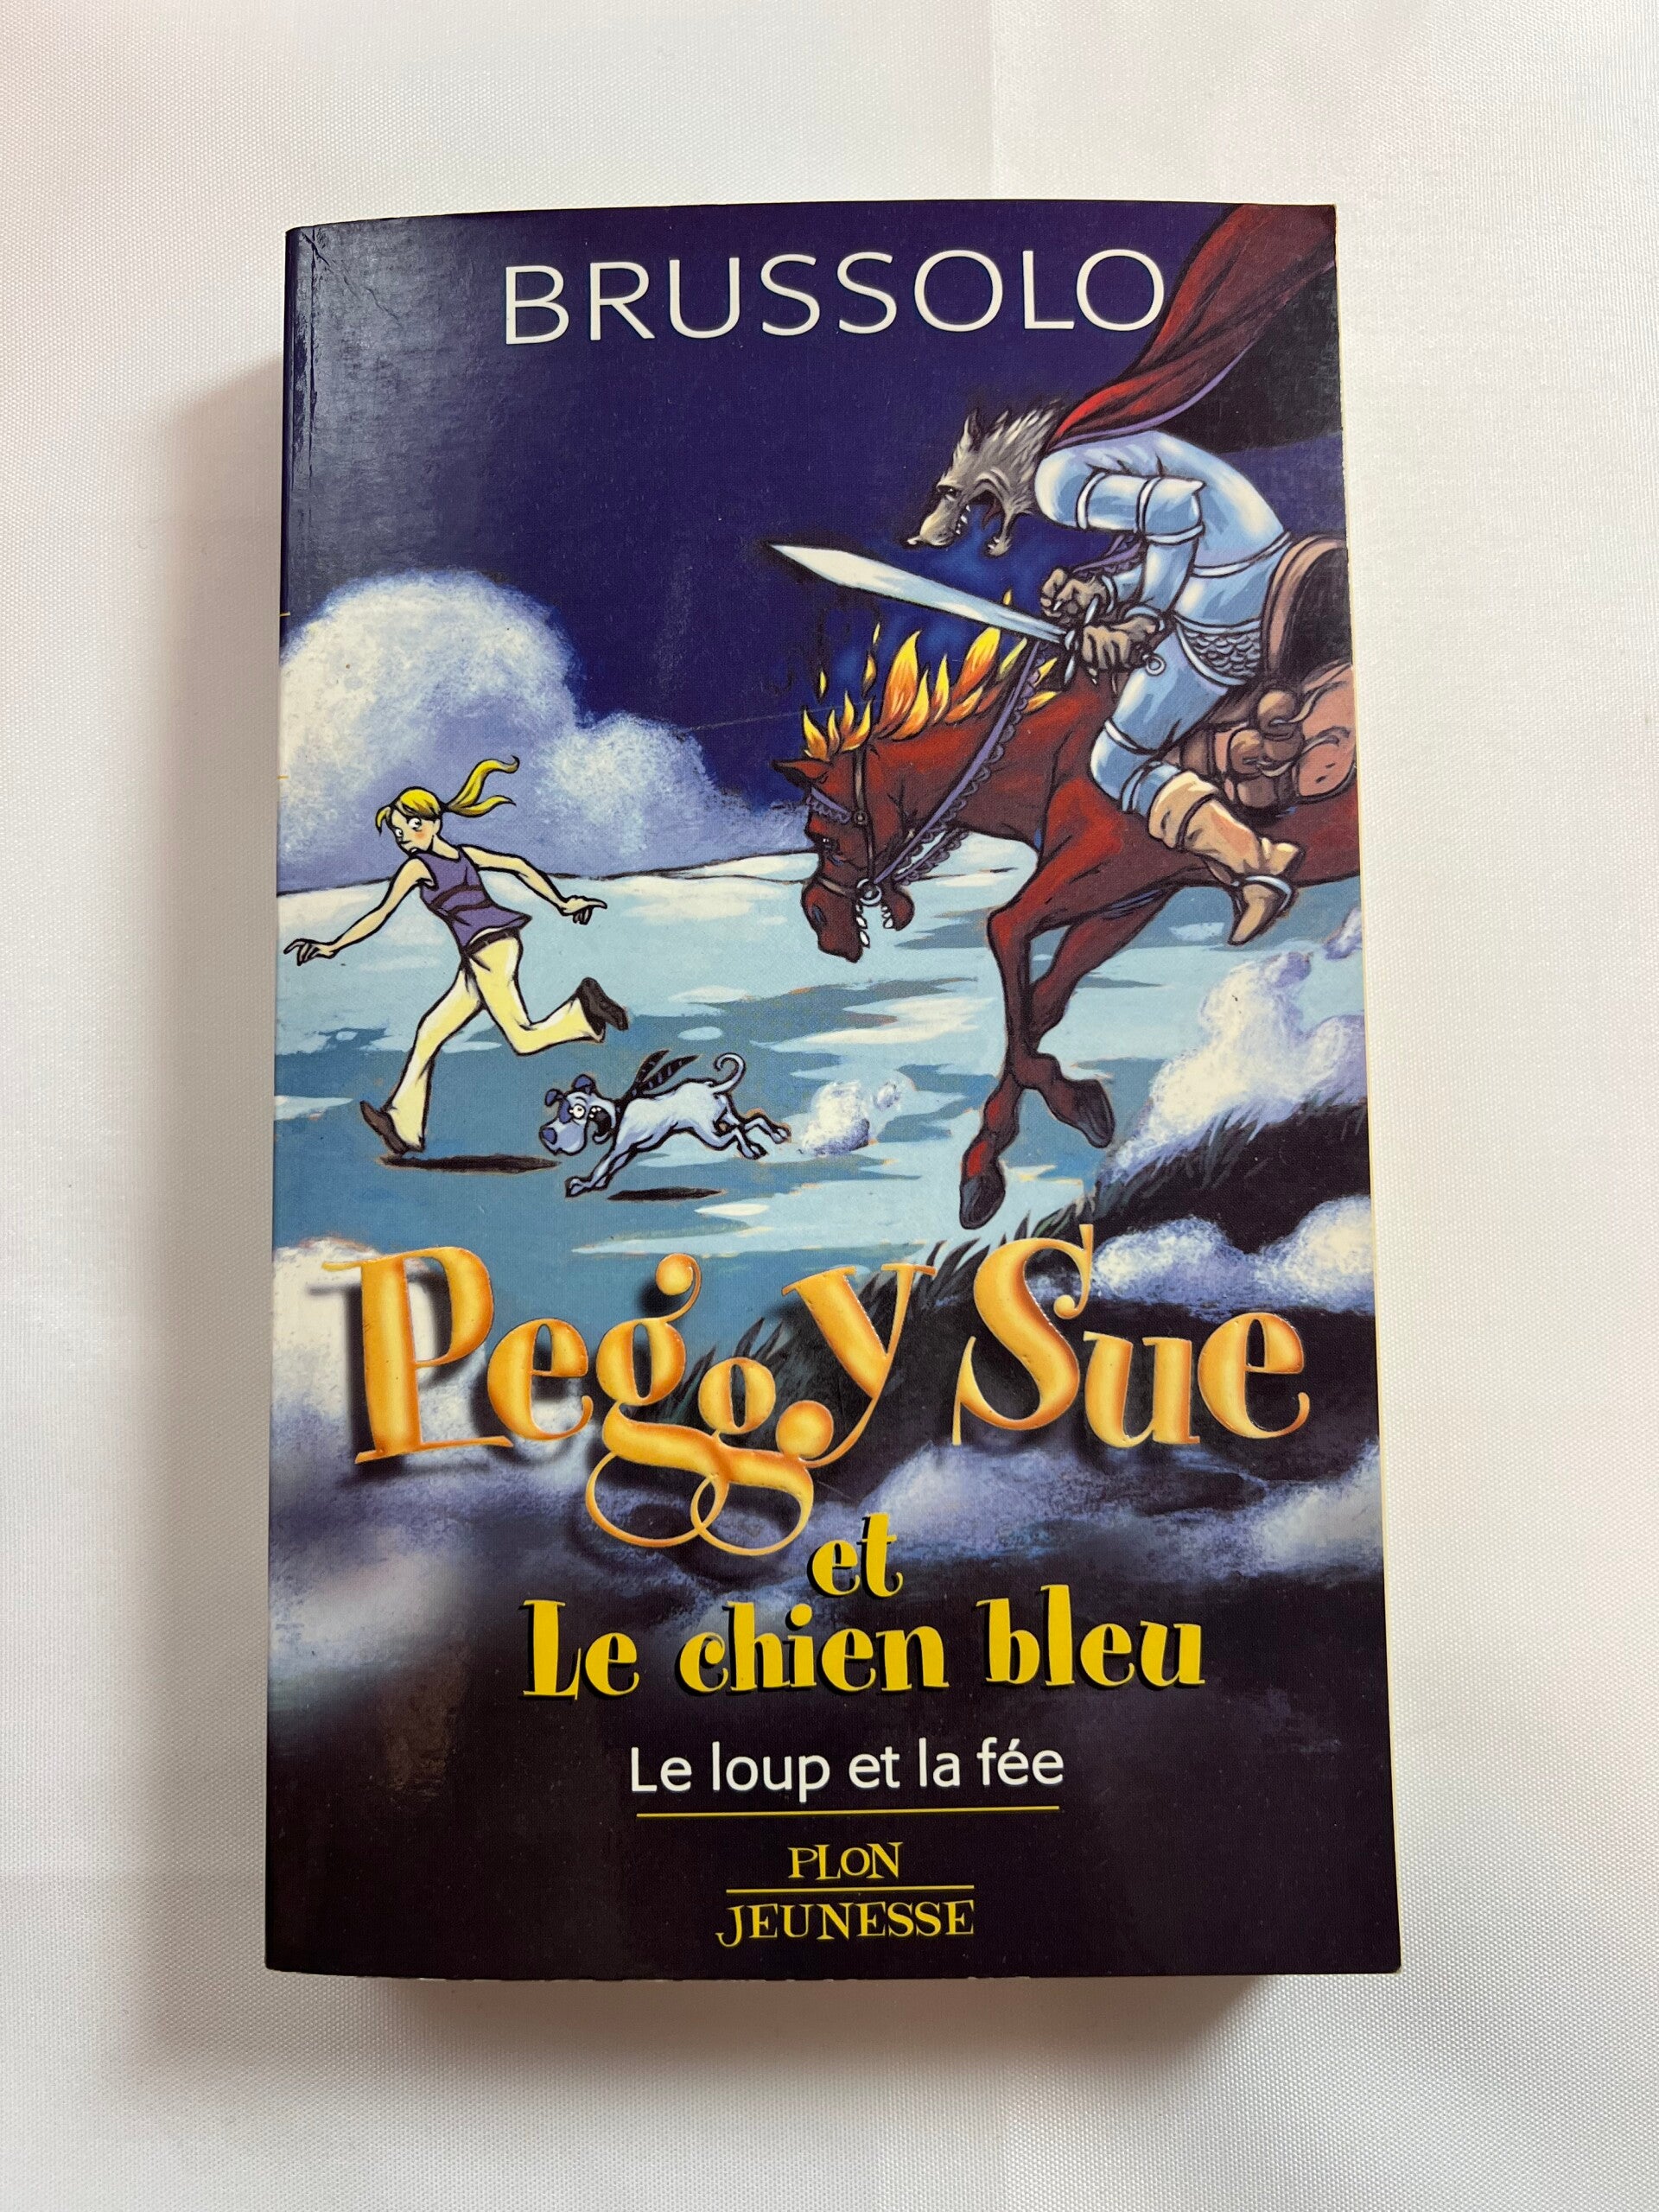 BRUSSOLO
Peggy Sue
et
Le chien bleu
Le loup et la fée
PLON
JEUNESSE